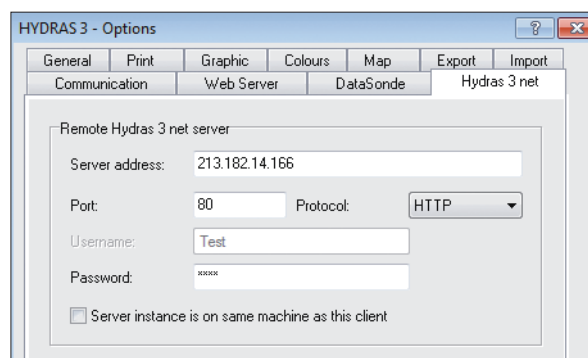 HYDRAS 3 - Options
General Print Graphic Colours Map Export Import
Communication Web Server DataSonde Hydras 3 net
Remote Hydras 3 net server
Server address: 213.182.14.166
Port: 80 Protocol: HTTP
Username: Test
Password: xxxx
Server instance is on same machine as this client